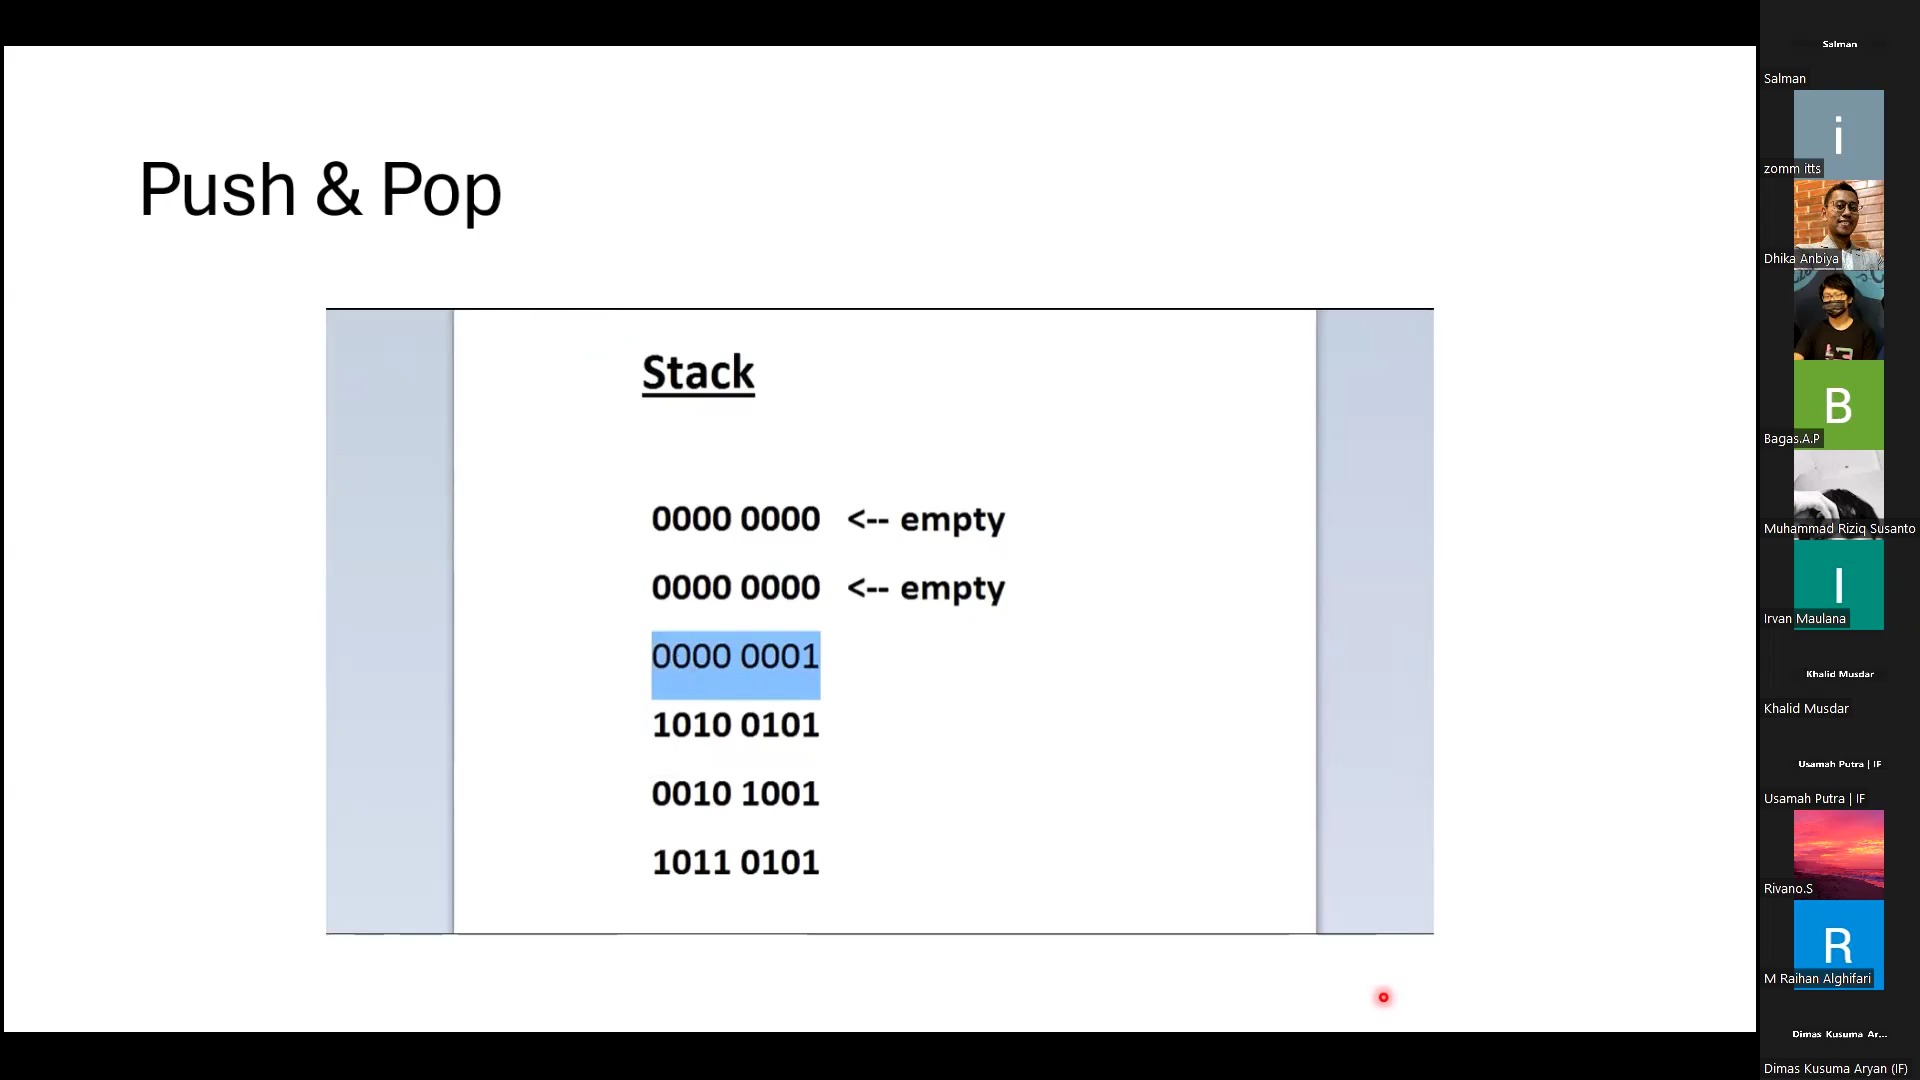 Push & Pop
Stack
0000 0000 <-- empty
0000 0000 <-- empty
0000 0001
1010 0101
0010 1001
1011 0101
Salman
Salman
i
zomm itts
Dhika Anbiya
B
Bagas.A.P
Muhammad Riziq Susanto
I
Irvan Maulana
Khalid Musdar
Khalid Musdar
Usamah Putra | IF
Usamah Putra | IF
Rivano.S
R
M Raihan Alghifari
Dimas Kusuma Ar...
Dimas Kusuma Aryan (IF)